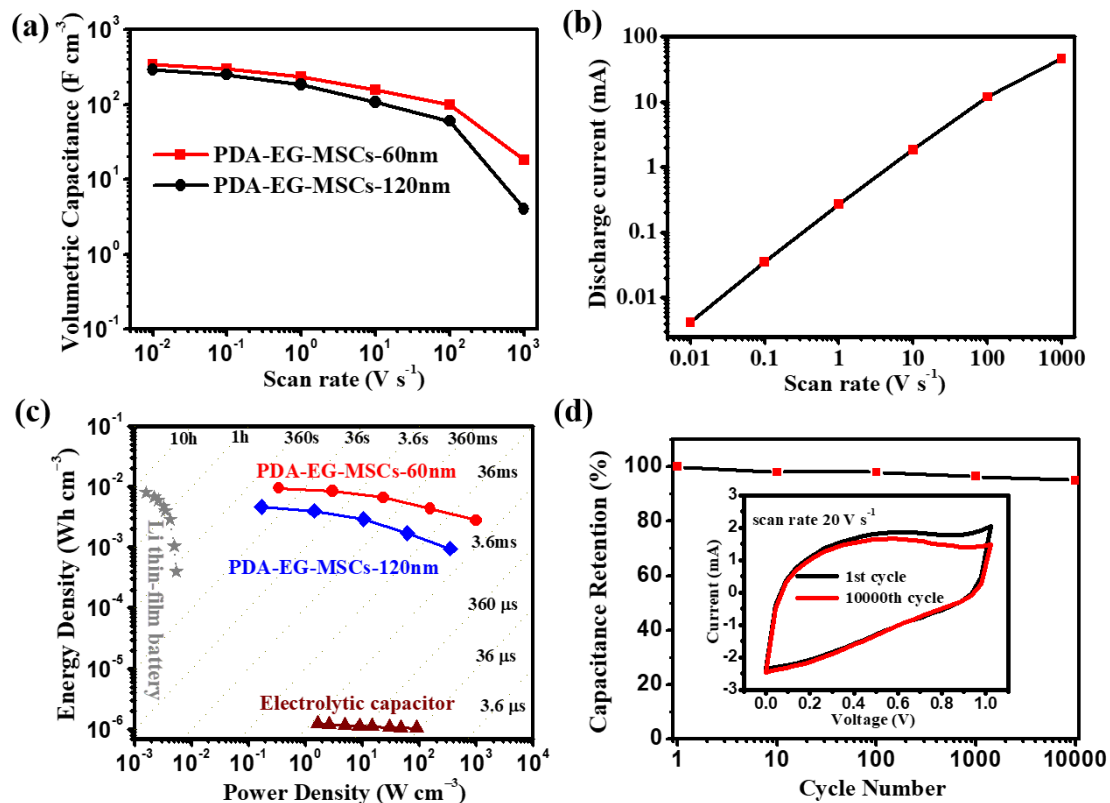 (a)
Volumetric Capacitance (F cm⁻³)
10³
10²
10¹
10⁰
10⁻¹
PDA-EG-MSCs-60nm
PDA-EG-MSCs-120nm
10⁻² 10⁻¹ 10⁰ 10¹ 10² 10³
Scan rate (V s⁻¹)
(b)
Discharge current (mA)
100
10
1
0.1
0.01
0.01 0.1 1 10 100 1000
Scan rate (V s⁻¹)
(c)
Energy Density (Wh cm⁻³)
10⁻¹
10⁻²
10⁻³
10⁻⁴
10⁻⁵
10⁻⁶
10h 1h 360s 36s 3.6s 360ms
36ms
3.6ms
360 μs
36 μs
3.6 μs
PDA-EG-MSCs-60nm
PDA-EG-MSCs-120nm
Li thin-film
battery
Electrolytic capacitor
10⁻³ 10⁻² 10⁻¹ 10⁰ 10¹ 10² 10³ 10⁴
Power Density (W cm⁻³)
(d)
Capacitance Retention (%)
100
80
60
40
20
0
scan rate 20 V s⁻¹
Current (mA)
3
2
1
0
-1
-2
-3
1st cycle
10000th cycle
0.0 0.2 0.4 0.6 0.8 1.0
Voltage (V)
1 10 100 1000 10000
Cycle Number